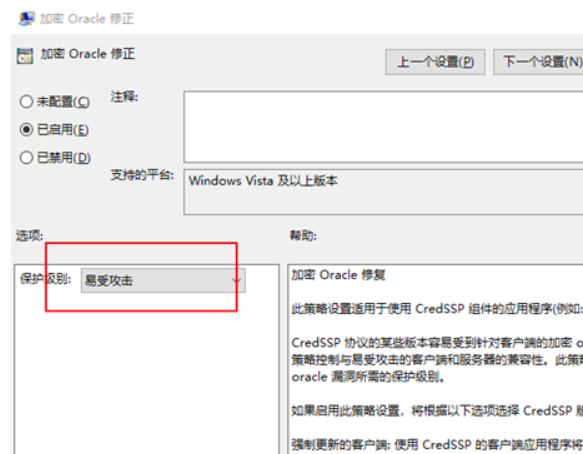 加密 Oracle 修正
加密 Oracle 修正
上一个设置(P)
下一个设置(N)
未配置(C)
注释:
已启用(E)
已禁用(D)
支持的平台:
Windows Vista 及以上版本
选项:
帮助:
保护级别:
易受攻击
加密 Oracle 修复
此策略设置适用于使用 CredSSP 组件的应用程序(例如:
CredSSP 协议的某些版本容易受到针对客户端的加密 o
策略控制与易受攻击的客户端和服务器的兼容性。此策
oracle 漏洞所需的保护级别。
如果启用此策略设置，将根据以下选项选择 CredSSP 版
强制更新的客户端: 使用 CredSSP 的客户端应用程序将